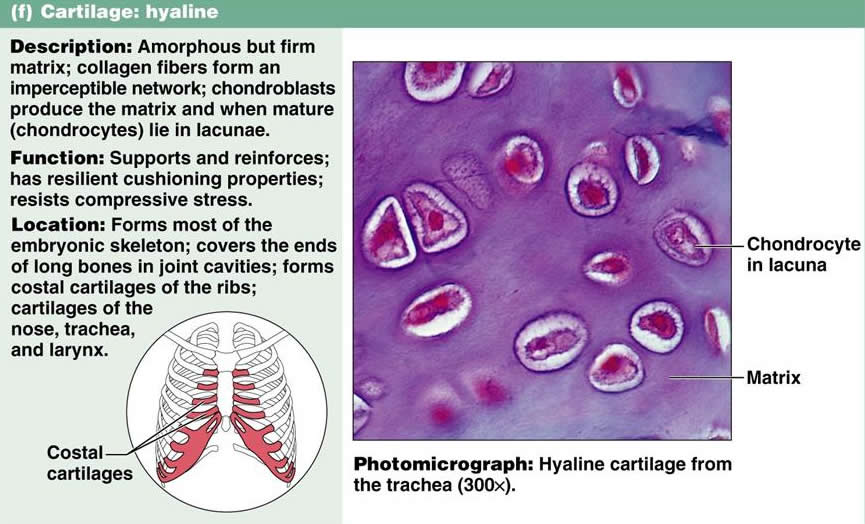 (f) Cartilage: hyaline
Description: Amorphous but firm
matrix; collagen fibers form an
imperceptible network; chondroblasts
produce the matrix and when mature
(chondrocytes) lie in lacunae.
Function: Supports and reinforces;
has resilient cushioning properties;
resists compressive stress.
Location: Forms most of the
embryonic skeleton; covers the ends
of long bones in joint cavities; forms
costal cartilages of the ribs;
cartilages of the
nose, trachea,
and larynx.
Costal
cartilages
Chondrocyte
in lacuna
Matrix
Photomicrograph: Hyaline cartilage from
the trachea (300×).